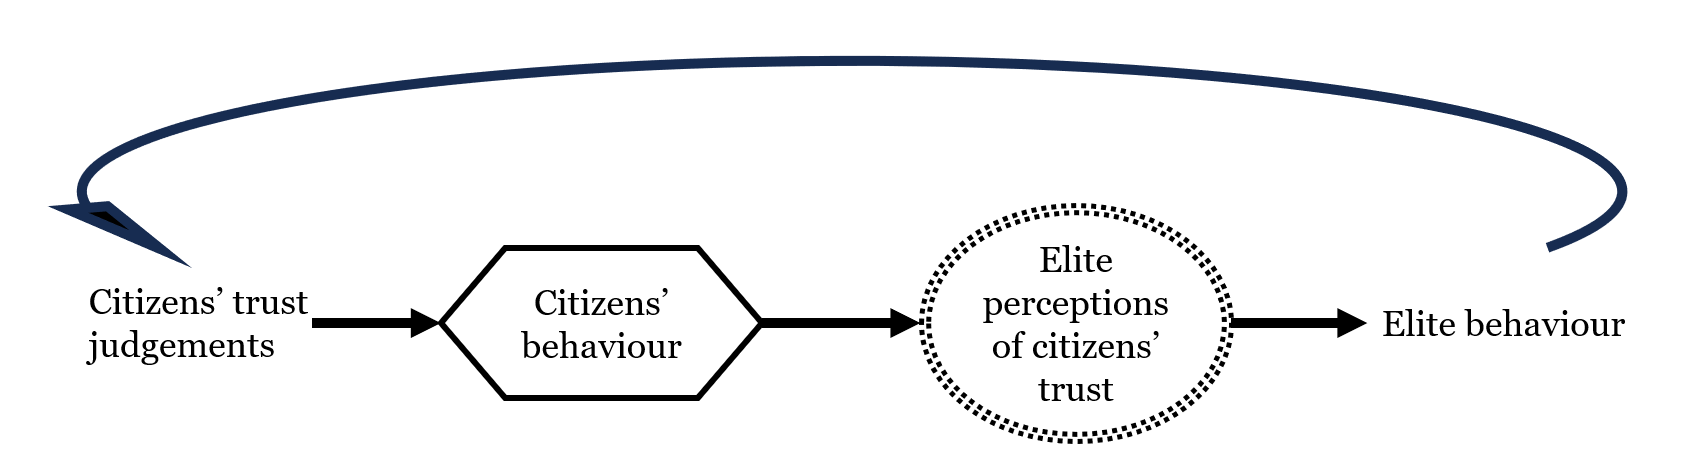 Citizens’ trust
judgements
Citizens’
behaviour
Elite
perceptions
of citizens’
trust
Elite behaviour